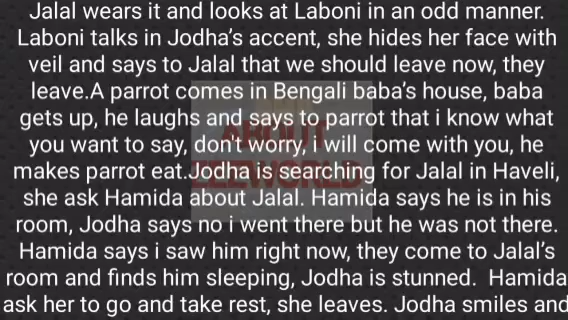 Jalal wears it and looks at Laboni in an odd manner.
Laboni talks in Jodha’s accent, she hides her face with
veil and says to Jalal that we should leave now, they
leave.A parrot comes in Bengali baba’s house, baba
gets up, he laughs and says to parrot that i know what
you want to say, don't worry, i will come with you, he
makes parrot eat.Jodha is searching for Jalal in Haveli,
she ask Hamida about Jalal. Hamida says he is in his
room, Jodha says no i went there but he was not there.
Hamida says i saw him right now, they come to Jalal’s
room and finds him sleeping, Jodha is stunned.  Hamida
ask her to go and take rest, she leaves. Jodha smiles and
ABOUT
ZEEWORLD